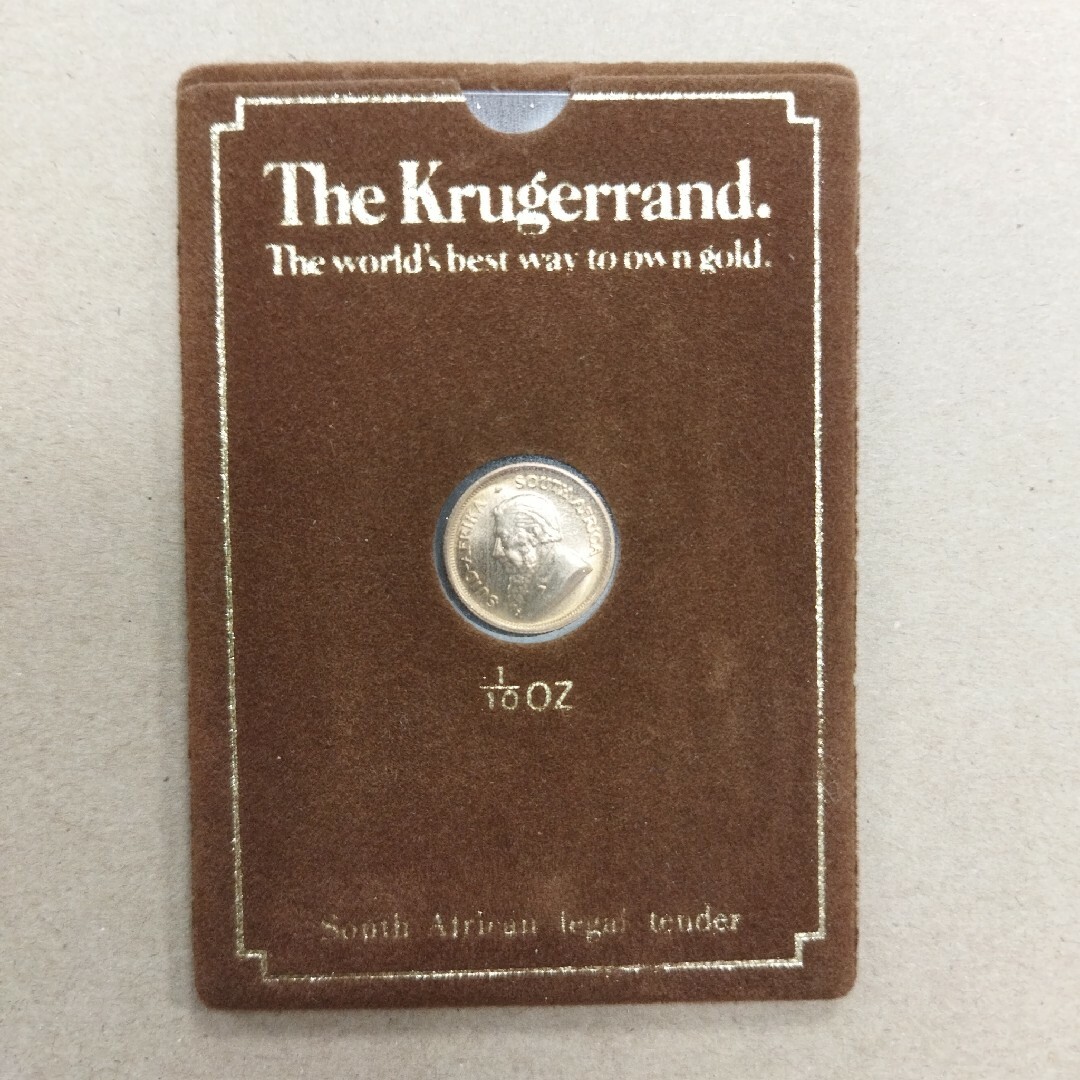 The Krugerrand.
The world's best way to own gold.
SUID-AFRIKA • SOUTH AFRICA
1/10 OZ
South African legal tender